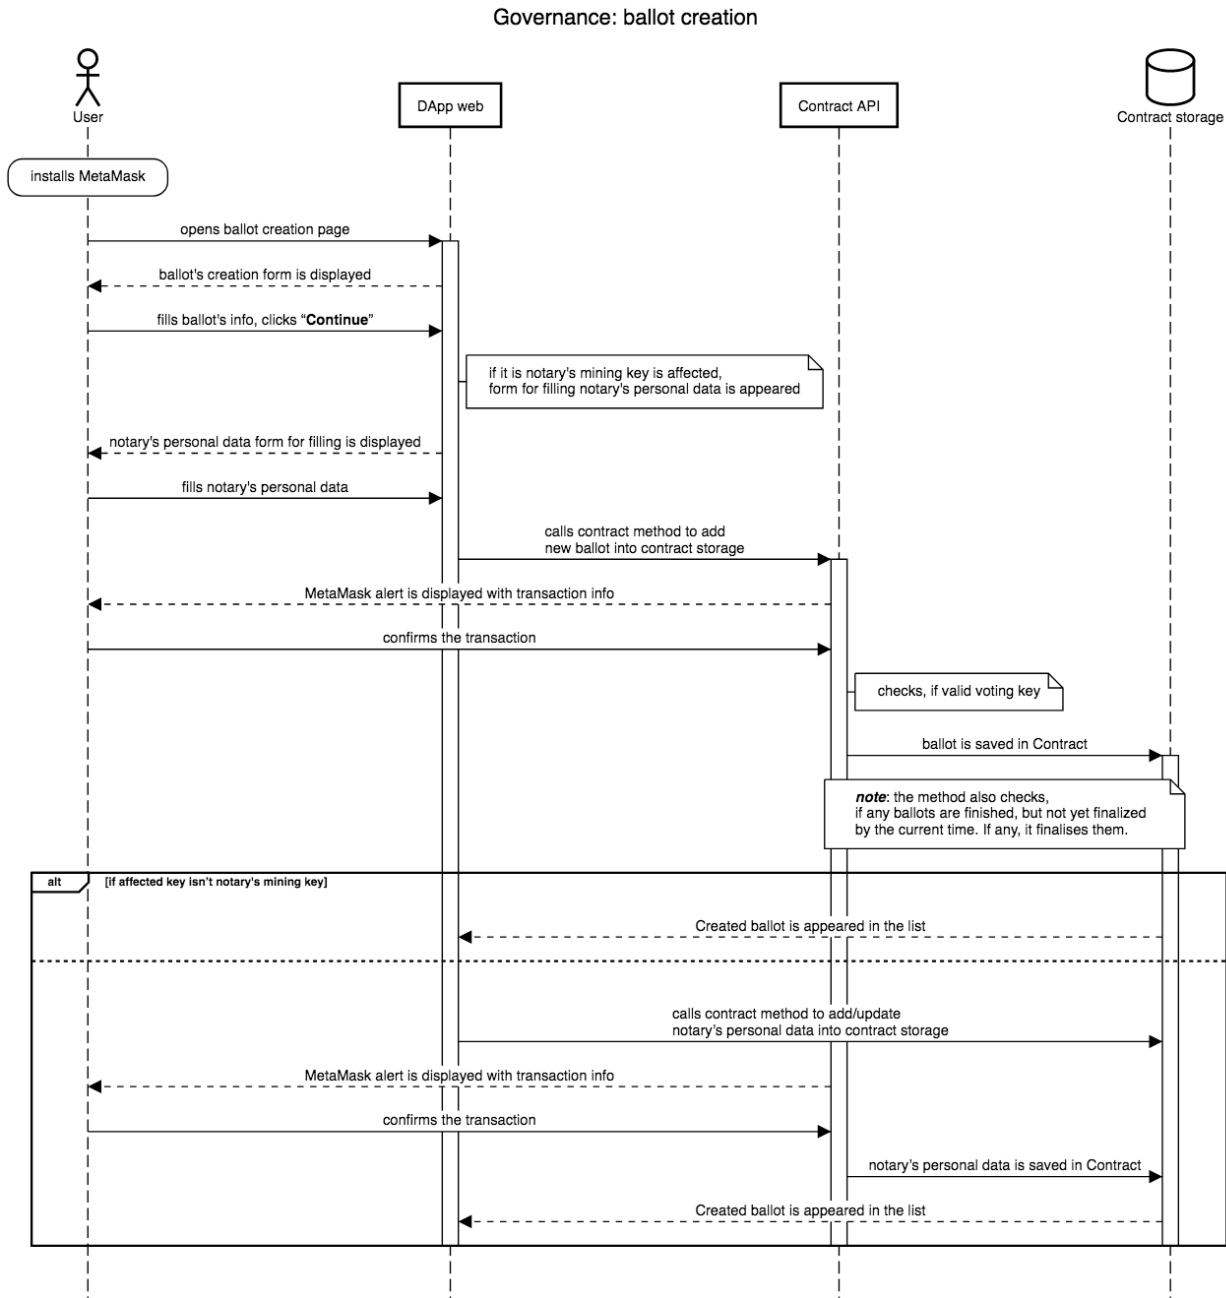 Governance: ballot creation
User
DApp web
Contract API
Contract storage
installs MetaMask
opens ballot creation page
ballot's creation form is displayed
fills ballot's info, clicks “Continue”
if it is notary's mining key is affected,
form for filling notary's personal data is appeared
notary's personal data form for filling is displayed
fills notary's personal data
calls contract method to add
new ballot into contract storage
MetaMask alert is displayed with transaction info
confirms the transaction
checks, if valid voting key
ballot is saved in Contract
note: the method also checks,
if any ballots are finished, but not yet finalized
by the current time. If any, it finalises them.
alt
[if affected key isn't notary's mining key]
Created ballot is appeared in the list
calls contract method to add/update
notary's personal data into contract storage
MetaMask alert is displayed with transaction info
confirms the transaction
notary's personal data is saved in Contract
Created ballot is appeared in the list